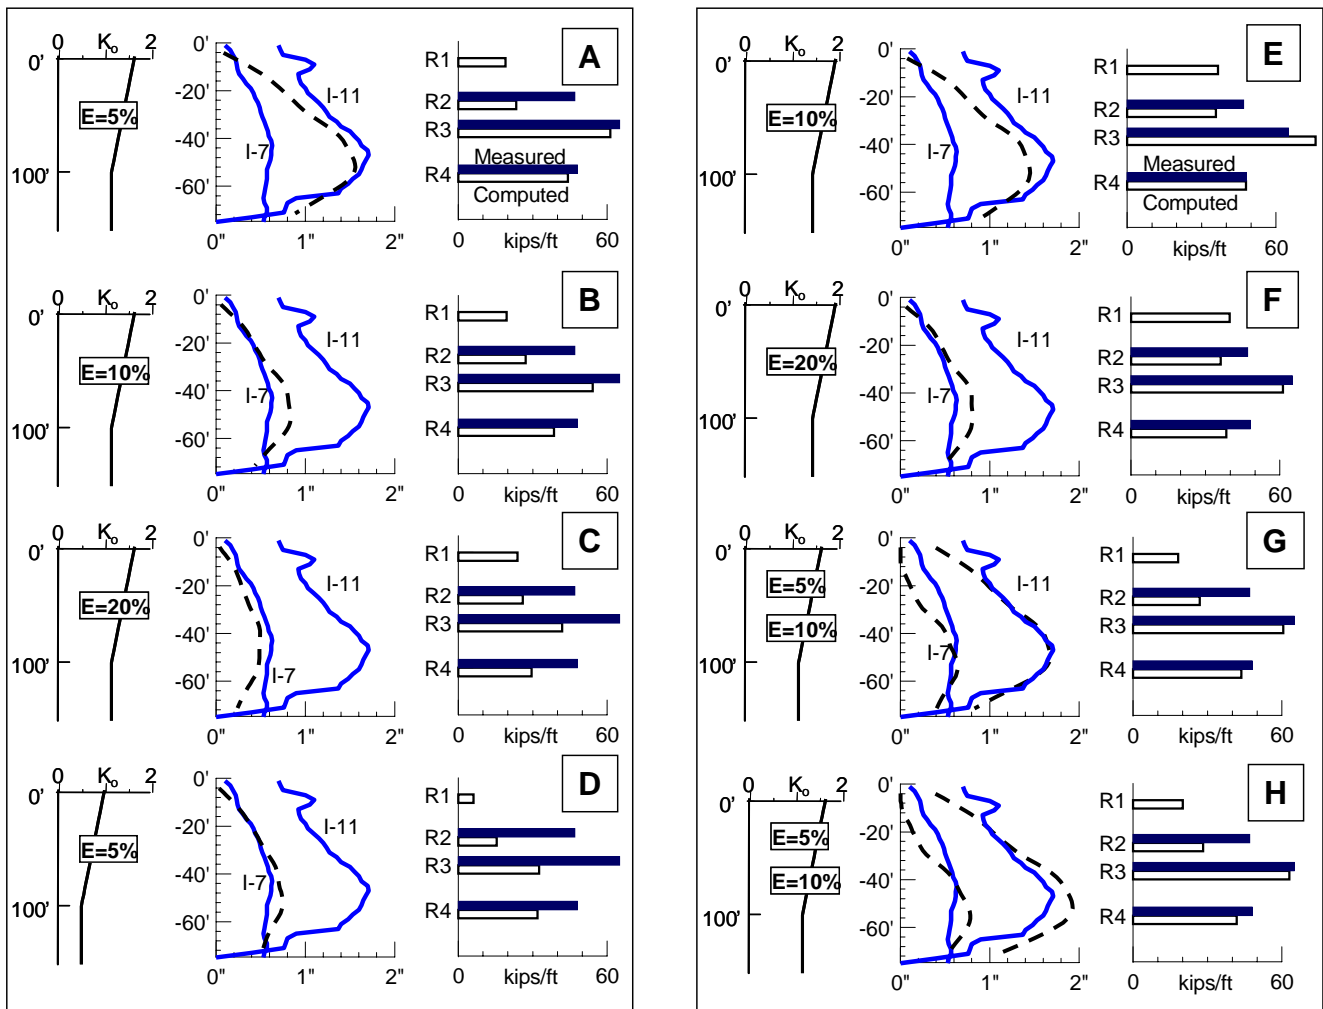 0 Kₒ 2
0'
E=5%
100'
0'
-20'
-40'
-60'
I-11
I-7
0" 1" 2"
A
R1
R2
R3
Measured
R4
Computed
0 kips/ft 60
0 Kₒ 2
0'
E=10%
100'
0'
-20'
-40'
-60'
I-11
I-7
0" 1" 2"
B
R1
R2
R3
R4
0 kips/ft 60
0 Kₒ 2
0'
E=20%
100'
0'
-20'
-40'
-60'
I-11
I-7
0" 1" 2"
C
R1
R2
R3
R4
0 kips/ft 60
0 Kₒ 2
0'
E=5%
100'
0'
-20'
-40'
-60'
I-11
I-7
0" 1" 2"
D
R1
R2
R3
R4
0 kips/ft 60
0 Kₒ 2
0'
E=10%
100'
0'
-20'
-40'
-60'
I-11
I-7
0" 1" 2"
E
R1
R2
R3
Measured
R4
Computed
0 kips/ft 60
0 Kₒ 2
0'
E=20%
100'
0'
-20'
-40'
-60'
I-11
I-7
0" 1" 2"
F
R1
R2
R3
R4
0 kips/ft 60
0 Kₒ 2
0'
E=5%
E=10%
100'
0'
-20'
-40'
-60'
I-11
I-7
0" 1" 2"
G
R1
R2
R3
R4
0 kips/ft 60
0 Kₒ 2
0'
E=5%
E=10%
100'
0'
-20'
-40'
-60'
0" 1" 2"
H
R1
R2
R3
R4
0 kips/ft 60